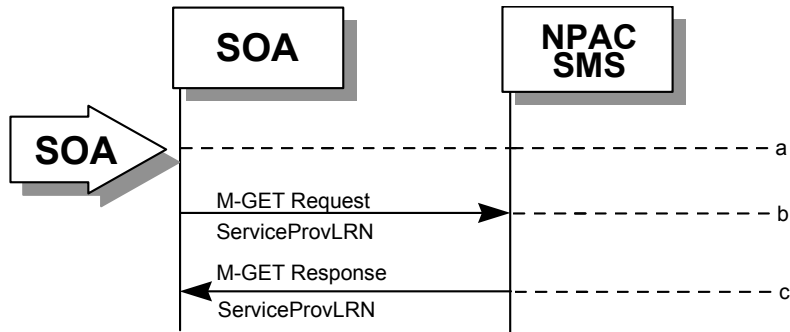 SOA
NPAC
SMS
SOA
a
M-GET Request
b
ServiceProvLRN
M-GET Response
c
ServiceProvLRN